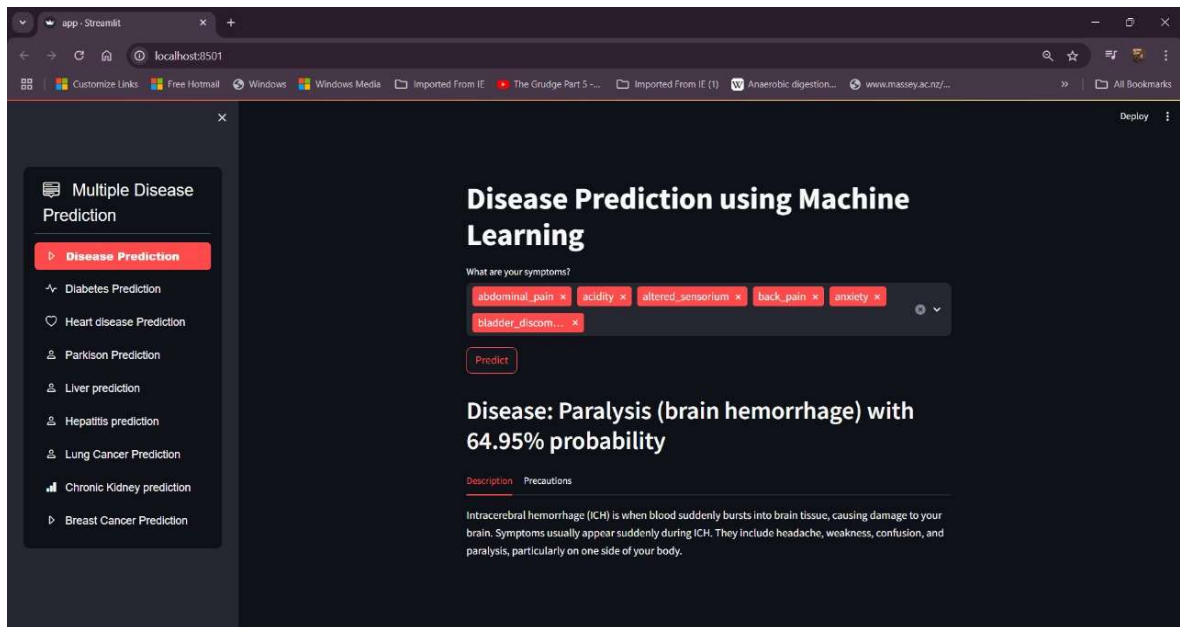 app · Streamlit
localhost:8501
Customize Links Free Hotmail Windows Windows Media Imported From IE The Grudge Part 5 -... Imported From IE (1) Anaerobic digestion... www.massey.ac.nz/... » All Bookmarks
Deploy
Multiple Disease
Prediction
Disease Prediction
Diabetes Prediction
Heart disease Prediction
Parkison Prediction
Liver prediction
Hepatitis prediction
Lung Cancer Prediction
Chronic Kidney prediction
Breast Cancer Prediction
Disease Prediction using Machine
Learning
What are your symptoms?
abdominal_pain × acidity × altered_sensorium × back_pain × anxiety ×
bladder_discom... ×
Predict
Disease: Paralysis (brain hemorrhage) with
64.95% probability
Description Precautions
Intracerebral hemorrhage (ICH) is when blood suddenly bursts into brain tissue, causing damage to your
brain. Symptoms usually appear suddenly during ICH. They include headache, weakness, confusion, and
paralysis, particularly on one side of your body.